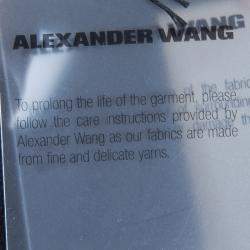 ALEXANDER WANG
WANG
To prolong the life of the garment, please
follow the care instructions provided by
Alexander Wang as our fabrics are made
from fine and delicate yarns.